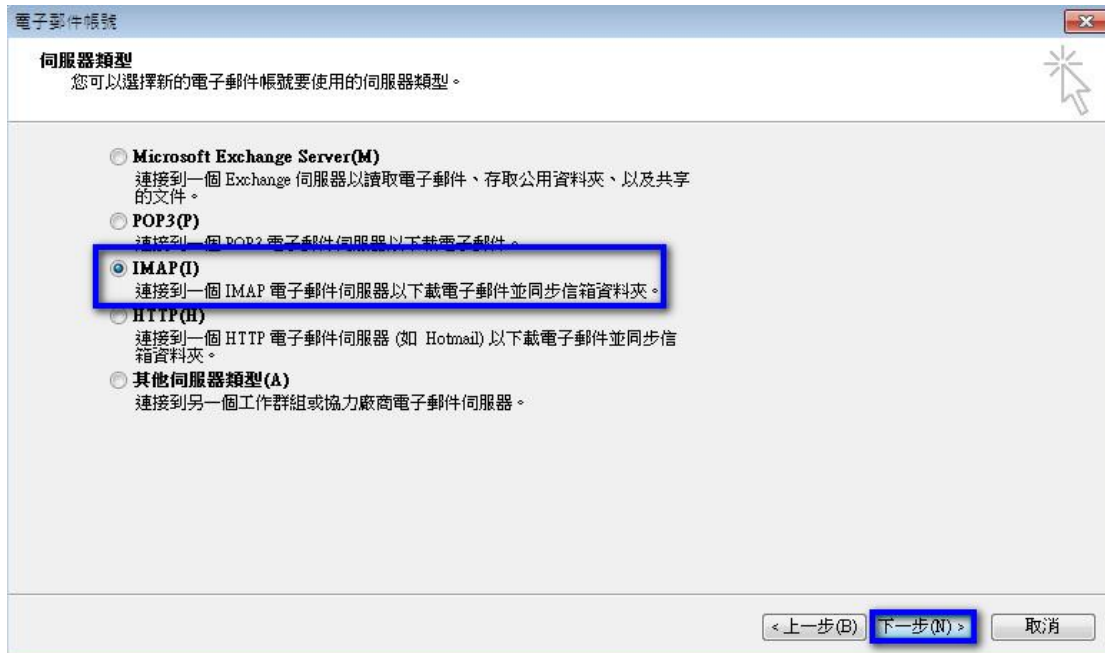 電子郵件帳號
伺服器類型
您可以選擇新的電子郵件帳號要使用的伺服器類型。
Microsoft Exchange Server(M)
連接到一個 Exchange 伺服器以讀取電子郵件、存取公用資料夾、以及共享
的文件。
POP3(P)
連接到一個 POP3 電子郵件伺服器以下載電子郵件。
IMAP(I)
連接到一個 IMAP 電子郵件伺服器以下載電子郵件並同步信箱資料夾。
HTTP(H)
連接到一個 HTTP 電子郵件伺服器 (如 Hotmail) 以下載電子郵件並同步信
箱資料夾。
其他伺服器類型(A)
連接到另一個工作群組或協力廠商電子郵件伺服器。
<上一步(B) 下一步(N) > 取消